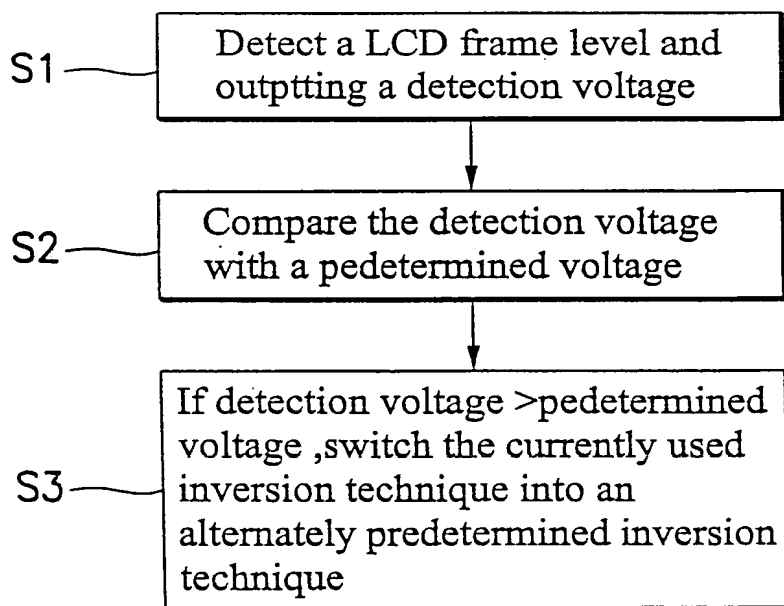 S1
Detect a LCD frame level and
outptting a detection voltage
S2
Compare the detection voltage
with a pedetermined voltage
S3
If detection voltage >pedetermined
voltage ,switch the currently used
inversion technique into an
alternately predetermined inversion
technique